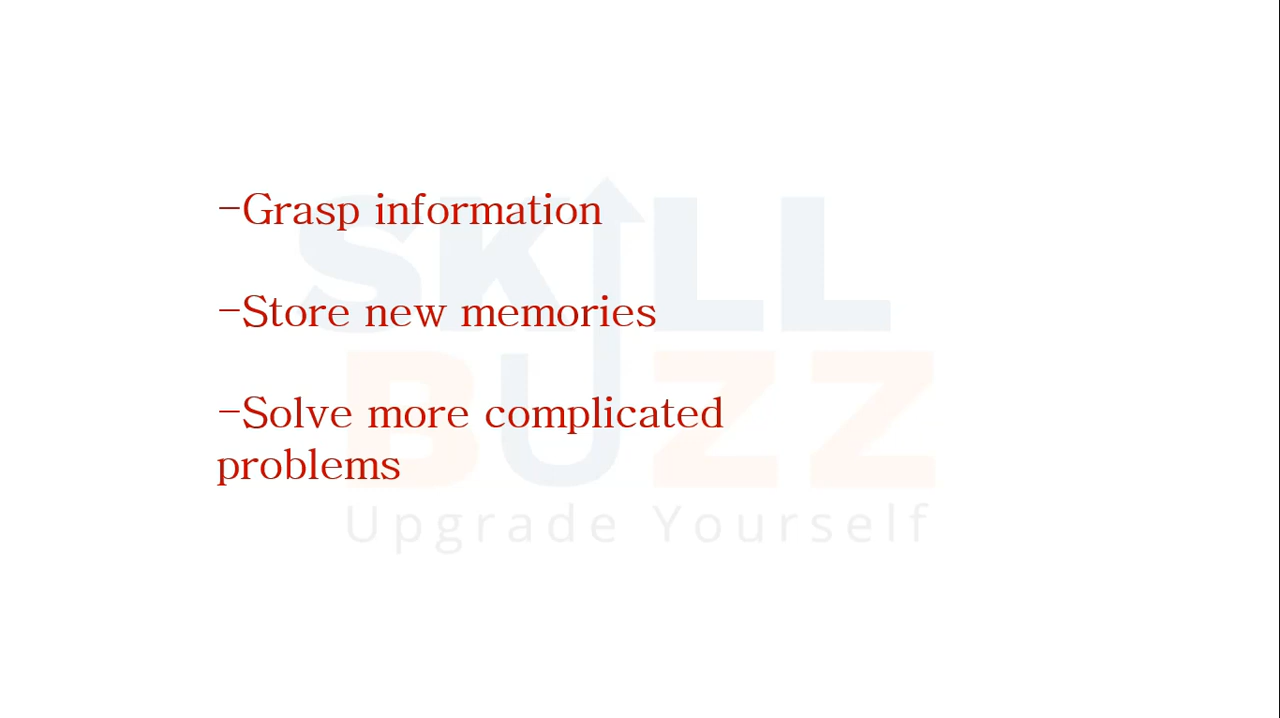 -Grasp information
-Store new memories
-Solve more complicated
problems
SKILL
BUZZ
Upgrade Yourself